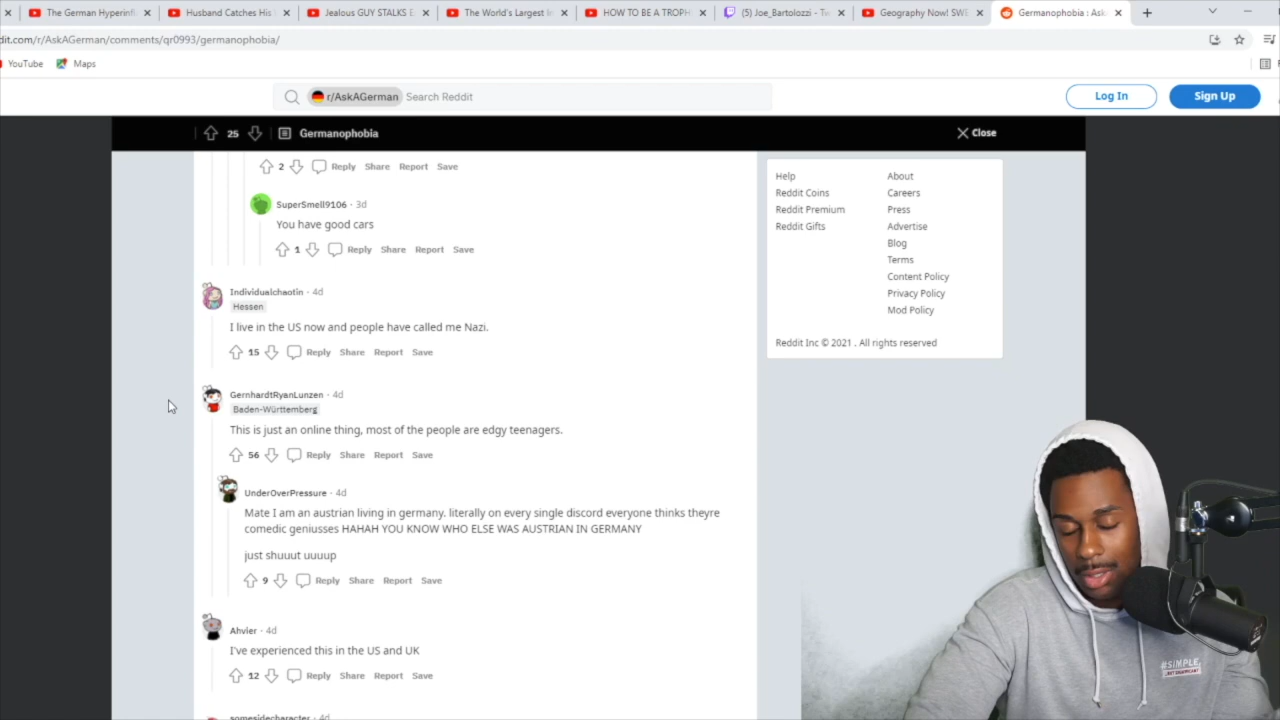 The German Hyperinfl
Husband Catches His
Jealous GUY STALKS E
The World's Largest I
HOW TO BE A TROPH
(5) Joe_Bartolozzi - Tw
Geography Now! SWE
Germanophobia : Ask
dit.com/r/AskAGerman/comments/qr0993/germanophobia/
YouTube
Maps
r/AskAGerman
Search Reddit
Log In
Sign Up
25
Germanophobia
Close
2
Reply Share Report Save
SuperSmell9106 · 3d
You have good cars
1
Reply Share Report Save
Individualchaotin · 4d
Hessen
I live in the US now and people have called me Nazi.
15
Reply Share Report Save
GernhardtRyanLunzen · 4d
Baden-Württemberg
This is just an online thing, most of the people are edgy teenagers.
56
Reply Share Report Save
UnderOverPressure · 4d
Mate I am an austrian living in germany. literally on every single discord everyone thinks theyre
comedic geniusses HAHAH YOU KNOW WHO ELSE WAS AUSTRIAN IN GERMANY
just shuuut uuuup
9
Reply Share Report Save
Ahvier · 4d
I've experienced this in the US and UK
12
Reply Share Report Save
somesidecharacter · 4d
Help
About
Reddit Coins
Careers
Reddit Premium
Press
Reddit Gifts
Advertise
Blog
Terms
Content Policy
Privacy Policy
Mod Policy
Reddit Inc © 2021 . All rights reserved
#SIMPLE